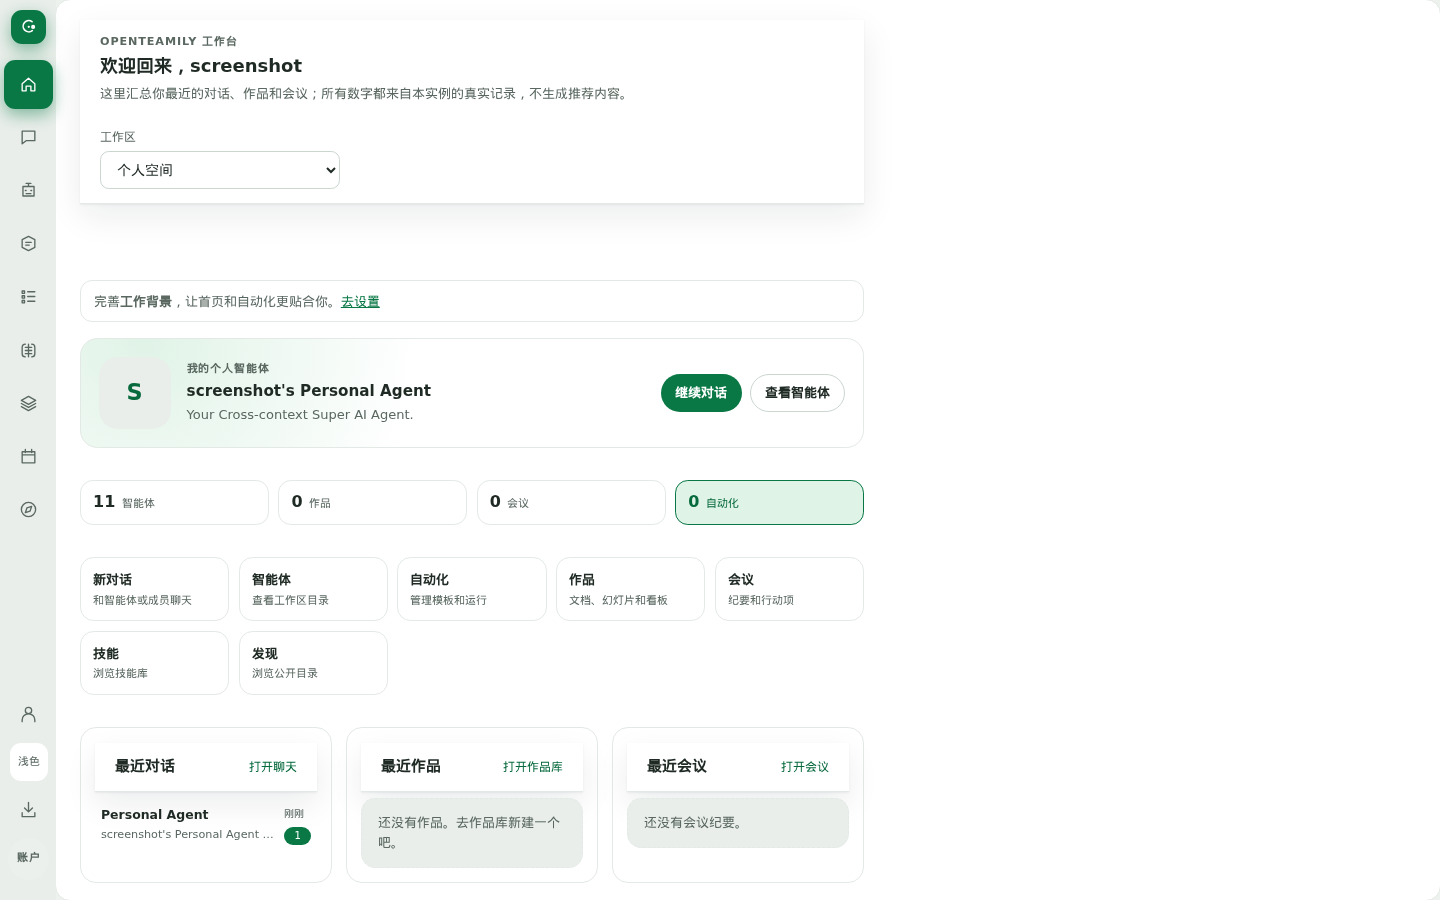 OPENTEAMILY 工作台
欢迎回来，screenshot
这里汇总你最近的对话、作品和会议；所有数字都来自本实例的真实记录，不生成推荐内容。
工作区
个人空间
完善工作背景，让首页和自动化更贴合你。去设置
S
我的个人智能体
screenshot's Personal Agent
Your Cross-context Super AI Agent.
继续对话
查看智能体
11 智能体
0 作品
0 会议
0 自动化
新对话
和智能体或成员聊天
智能体
查看工作区目录
自动化
管理模板和运行
作品
文档、幻灯片和看板
会议
纪要和行动项
技能
浏览技能库
发现
浏览公开目录
最近对话
打开聊天
Personal Agent
刚刚
screenshot's Personal Agent ...
1
最近作品
打开作品库
还没有作品。去作品库新建一个
吧。
最近会议
打开会议
还没有会议纪要。
浅色
账户